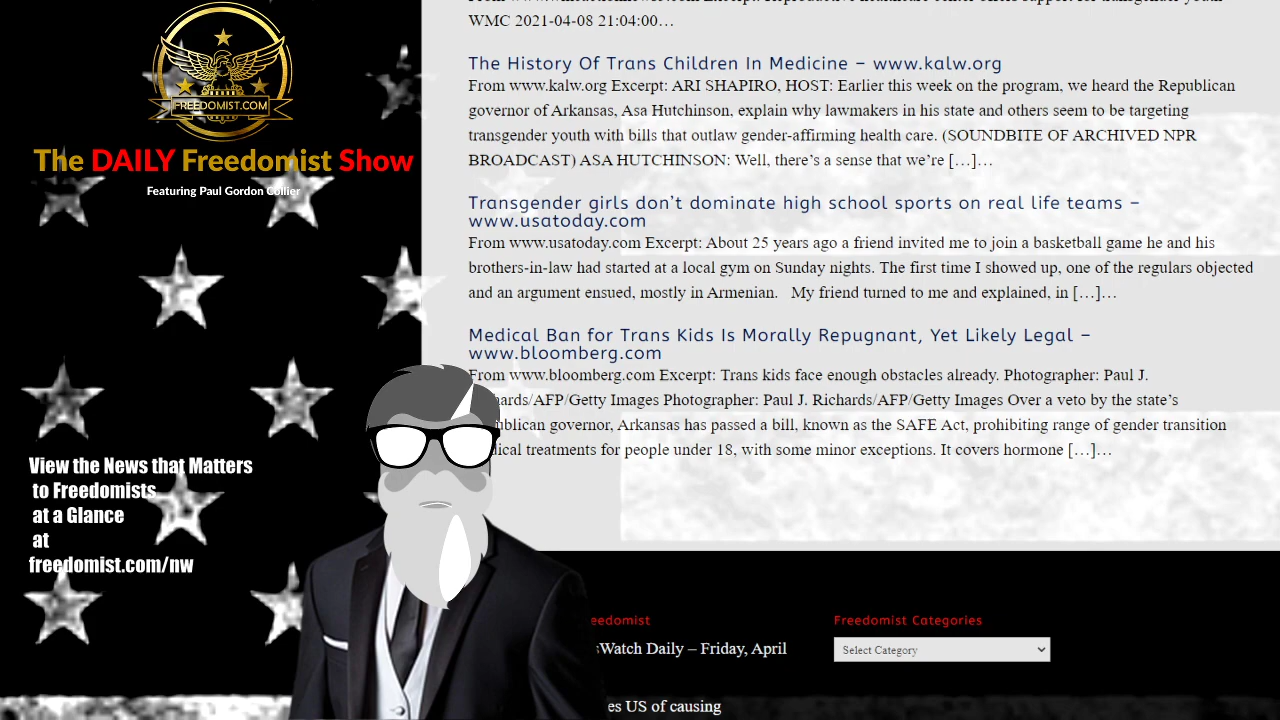 FREEDOMIST.COM
The DAILY Freedomist Show
Featuring Paul Gordon Collier
View the News that Matters
to Freedomists
at a Glance
at
freedomist.com/nw
WMC 2021-04-08 21:04:00…
The History Of Trans Children In Medicine – www.kalw.org
From www.kalw.org Excerpt: ARI SHAPIRO, HOST: Earlier this week on the program, we heard the Republican
governor of Arkansas, Asa Hutchinson, explain why lawmakers in his state and others seem to be targeting
transgender youth with bills that outlaw gender-affirming health care. (SOUNDBITE OF ARCHIVED NPR
BROADCAST) ASA HUTCHINSON: Well, there’s a sense that we’re […]…
Transgender girls don’t dominate high school sports on real life teams –
www.usatoday.com
From www.usatoday.com Excerpt: About 25 years ago a friend invited me to join a basketball game he and his
brothers-in-law had started at a local gym on Sunday nights. The first time I showed up, one of the regulars objected
and an argument ensued, mostly in Armenian. My friend turned to me and explained, in […]…
Medical Ban for Trans Kids Is Morally Repugnant, Yet Likely Legal –
www.bloomberg.com
From www.bloomberg.com Excerpt: Trans kids face enough obstacles already. Photographer: Paul J.
ards/AFP/Getty Images Photographer: Paul J. Richards/AFP/Getty Images Over a veto by the state’s
blican governor, Arkansas has passed a bill, known as the SAFE Act, prohibiting range of gender transition
ical treatments for people under 18, with some minor exceptions. It covers hormone […]…
eedomist
sWatch Daily – Friday, April
es US of causing
Freedomist Categories
Select Category